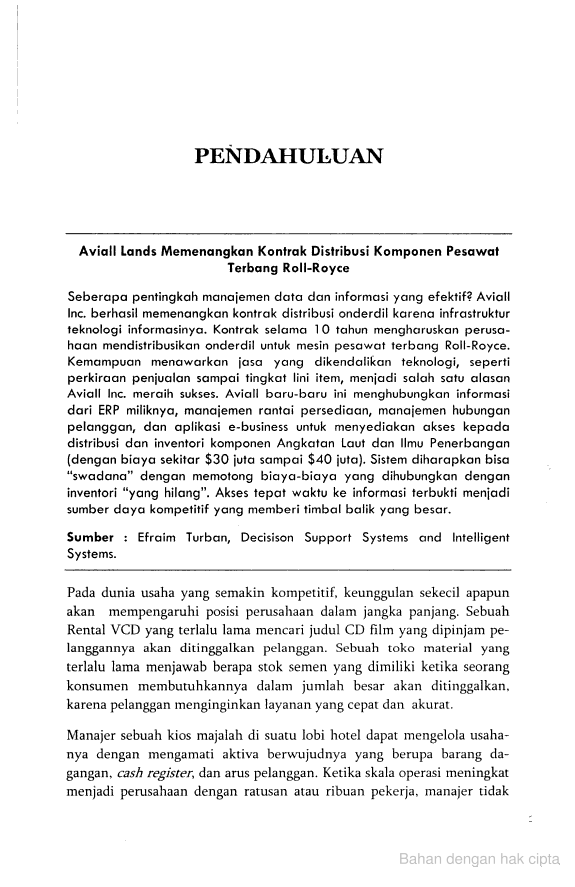 PENDAHULUAN
Aviall Lands Memenangkan Kontrak Distribusi Komponen Pesawat
Terbang Roll-Royce
Seberapa pentingkah manajemen data dan informasi yang efektif? Aviall
Inc. berhasil memenangkan kontrak distribusi onderdil karena infrastruktur
teknologi informasinya. Kontrak selama 10 tahun mengharuskan perusa-
haan mendistribusikan onderdil untuk mesin pesawat terbang Roll-Royce.
Kemampuan menawarkan jasa yang dikendalikan teknologi, seperti
perkiraan penjualan sampai tingkat lini item, menjadi salah satu alasan
Aviall Inc. meraih sukses. Aviall baru-baru ini menghubungkan informasi
dari ERP miliknya, manajemen rantai persediaan, manajemen hubungan
pelanggan, dan aplikasi e-business untuk menyediakan akses kepada
distribusi dan inventori komponen Angkatan Laut dan Ilmu Penerbangan
(dengan biaya sekitar $30 juta sampai $40 juta). Sistem diharapkan bisa
"swadana" dengan memotong biaya-biaya yang dihubungkan dengan
inventori "yang hilang". Akses tepat waktu ke informasi terbukti menjadi
sumber daya kompetitif yang memberi timbal balik yang besar.
Sumber : Efraim Turban, Decisison Support Systems and Intelligent
Systems.
Pada dunia usaha yang semakin kompetitif, keunggulan sekecil apapun
akan mempengaruhi posisi perusahaan dalam jangka panjang. Sebuah
Rental VCD yang terlalu lama mencari judul CD film yang dipinjam pe-
langgannya akan ditinggalkan pelanggan. Sebuah toko material yang
terlalu lama menjawab berapa stok semen yang dimiliki ketika seorang
konsumen membutuhkannya dalam jumlah besar akan ditinggalkan,
karena pelanggan menginginkan layanan yang cepat dan akurat.
Manajer sebuah kios majalah di suatu lobi hotel dapat mengelola usaha-
nya dengan mengamati aktiva berwujudnya yang berupa barang da-
gangan, cash register, dan arus pelanggan. Ketika skala operasi meningkat
menjadi perusahaan dengan ratusan atau ribuan pekerja, manajer tidak
Bahan dengan hak cipta